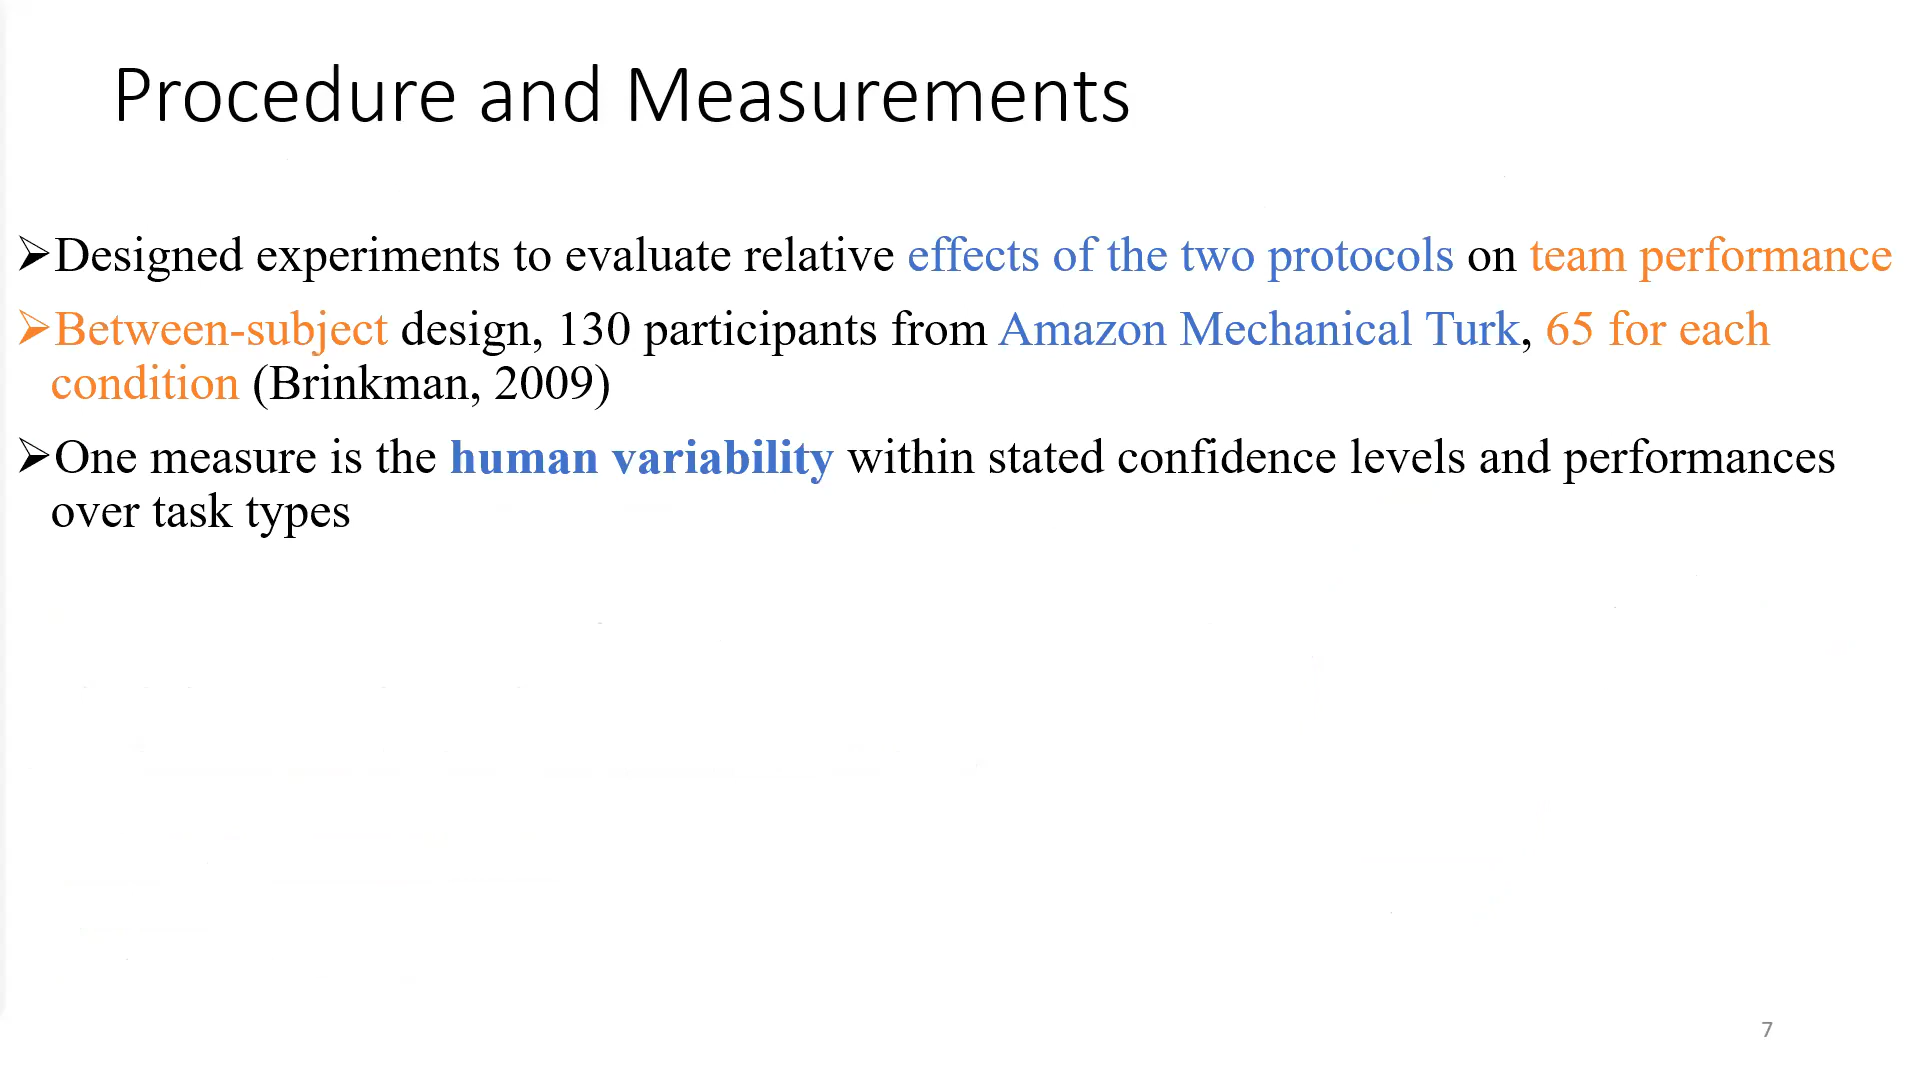 Procedure and Measurements
➢Designed experiments to evaluate relative effects of the two protocols on team performance
➢Between-subject design, 130 participants from Amazon Mechanical Turk, 65 for each
condition (Brinkman, 2009)
➢One measure is the human variability within stated confidence levels and performances
over task types
7